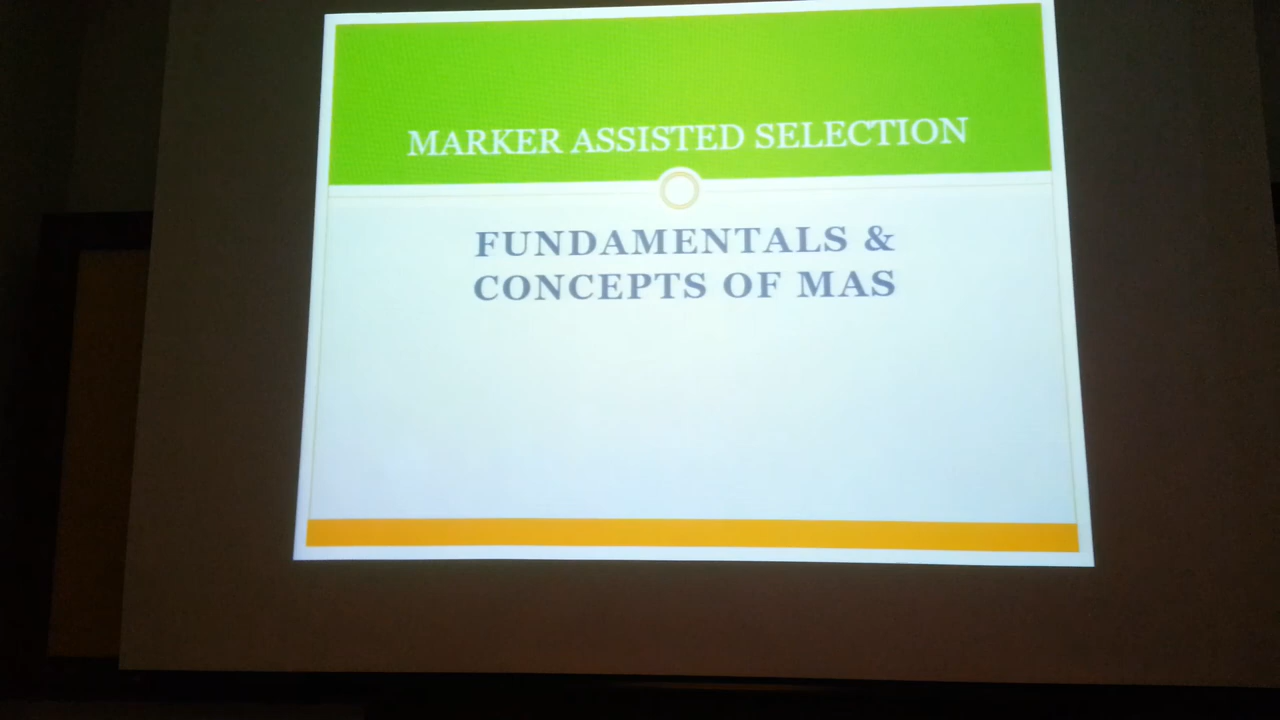 MARKER ASSISTED SELECTION
FUNDAMENTALS &
CONCEPTS OF MAS